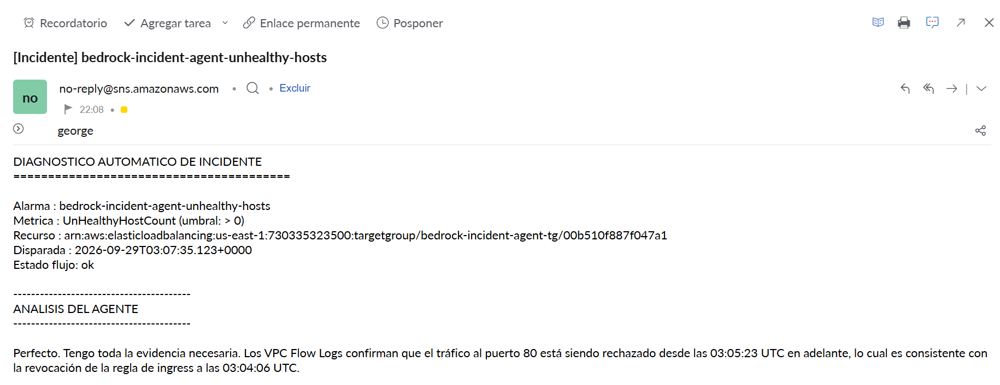 Recordatorio Agregar tarea Enlace permanente Posponer
[Incidente] bedrock-incident-agent-unhealthy-hosts
no
no-reply@sns.amazonaws.com • • Excluir
22:08 •
george
DIAGNOSTICO AUTOMATICO DE INCIDENTE
========================================
Alarma : bedrock-incident-agent-unhealthy-hosts
Metrica : UnHealthyHostCount (umbral: > 0)
Recurso : arn:aws:elasticloadbalancing:us-east-1:730335323500:targetgroup/bedrock-incident-agent-tg/00b510f887f047a1
Disparada : 2026-09-29T03:07:35.123+0000
Estado flujo: ok
----------------------------------------
ANALISIS DEL AGENTE
----------------------------------------
Perfecto. Tengo toda la evidencia necesaria. Los VPC Flow Logs confirman que el tráfico al puerto 80 está siendo rechazado desde las 03:05:23 UTC en adelante, lo cual es consistente con
la revocación de la regla de ingress a las 03:04:06 UTC.